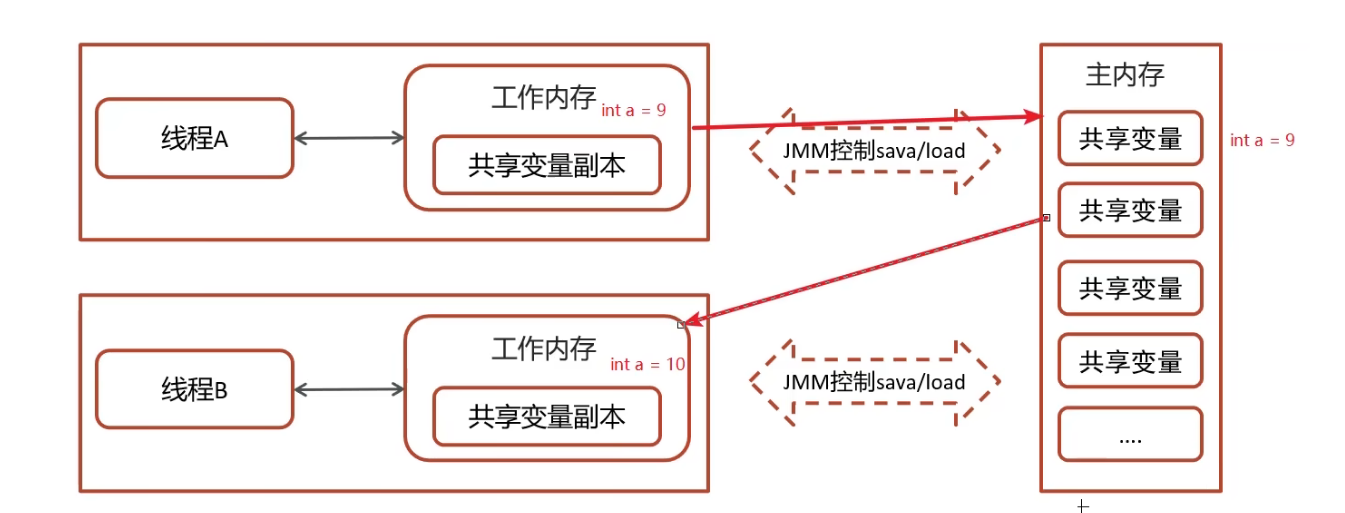 线程A
工作内存
int a = 9
共享变量副本
JMM控制sava/load
主内存
共享变量
int a = 9
共享变量
共享变量
共享变量
....
线程B
工作内存
int a = 10
共享变量副本
JMM控制sava/load